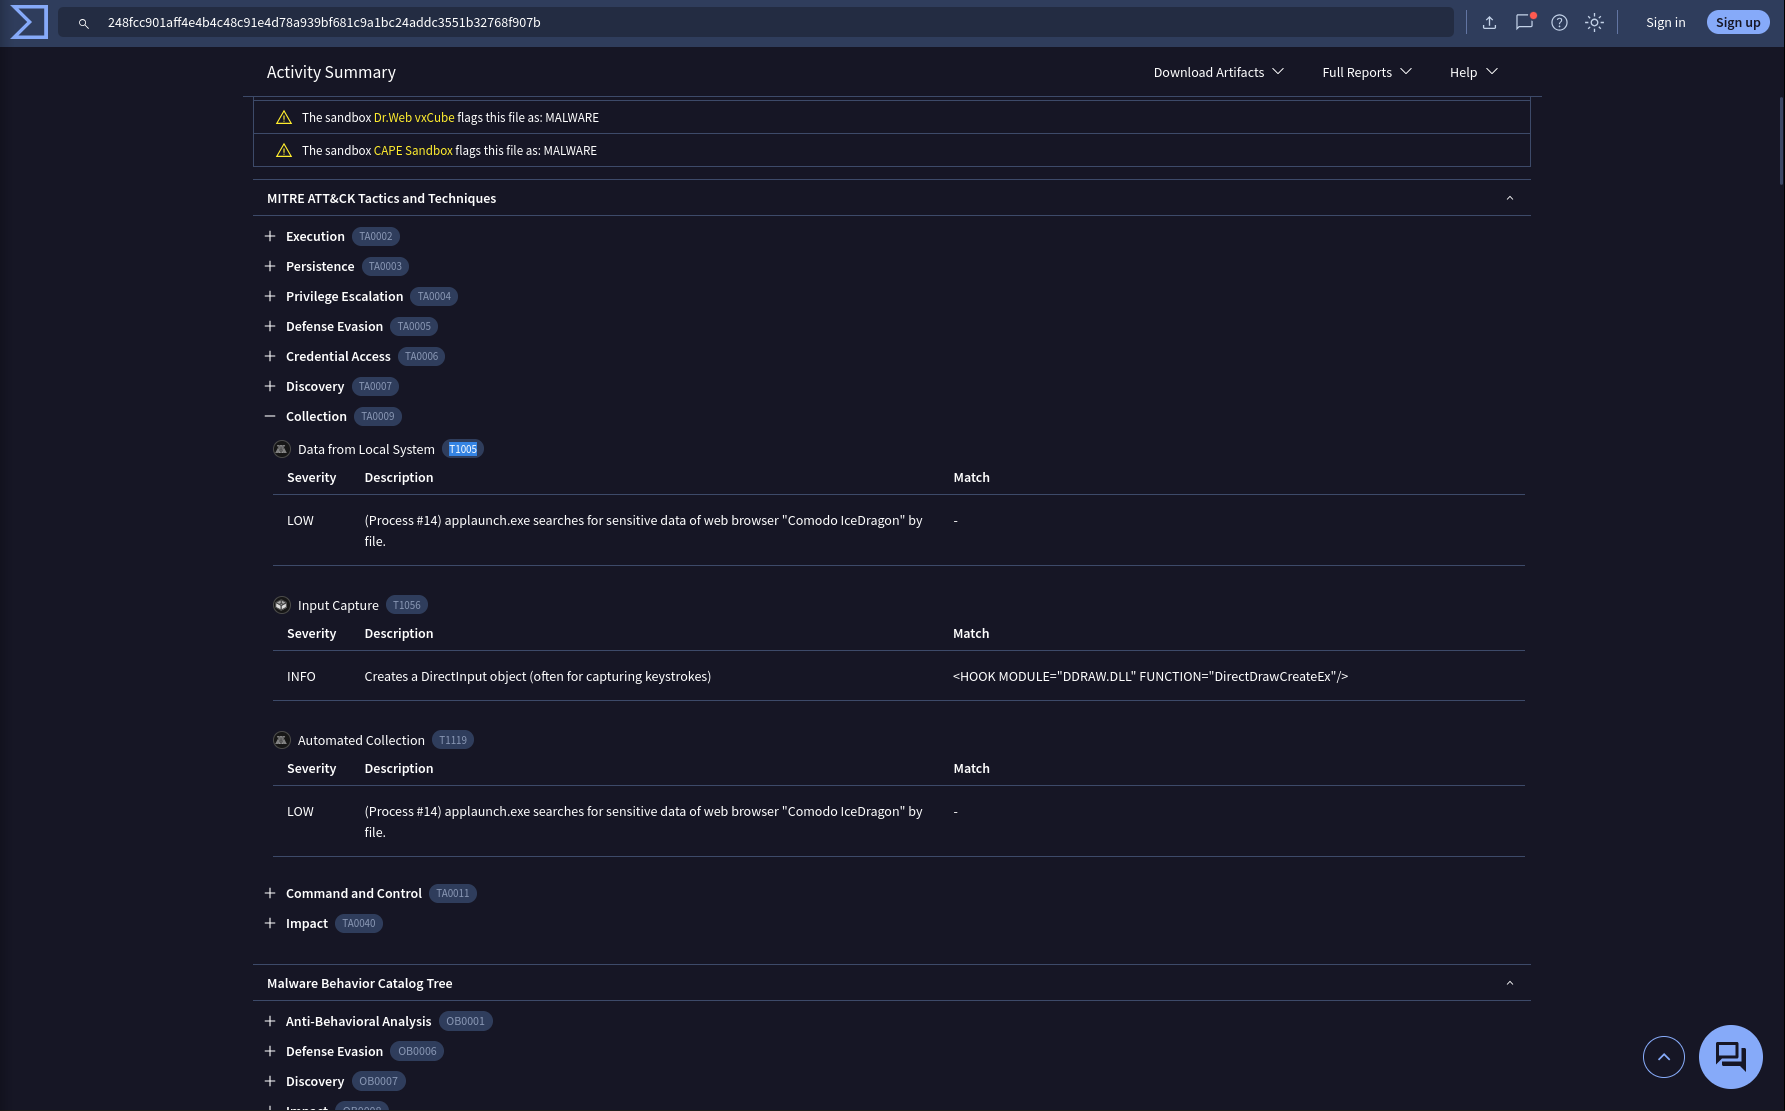 248fcc901aff4e4b4c48c91e4d78a939bf681c9a1bc24addc3551b32768f907b
Sign in
Sign up
Activity Summary
Download Artifacts
Full Reports
Help
The sandbox Dr.Web vxCube flags this file as: MALWARE
The sandbox CAPE Sandbox flags this file as: MALWARE
MITRE ATT&CK Tactics and Techniques
Execution TA0002
Persistence TA0003
Privilege Escalation TA0004
Defense Evasion TA0005
Credential Access TA0006
Discovery TA0007
Collection TA0009
Data from Local System T1005
Severity Description Match
LOW (Process #14) applaunch.exe searches for sensitive data of web browser "Comodo IceDragon" by -
file.
Input Capture T1056
Severity Description Match
INFO Creates a DirectInput object (often for capturing keystrokes) <HOOK MODULE="DDRAW.DLL" FUNCTION="DirectDrawCreateEx"/>
Automated Collection T1119
Severity Description Match
LOW (Process #14) applaunch.exe searches for sensitive data of web browser "Comodo IceDragon" by -
file.
Command and Control TA0011
Impact TA0040
Malware Behavior Catalog Tree
Anti-Behavioral Analysis OB0001
Defense Evasion OB0006
Discovery OB0007
Impact OB0008